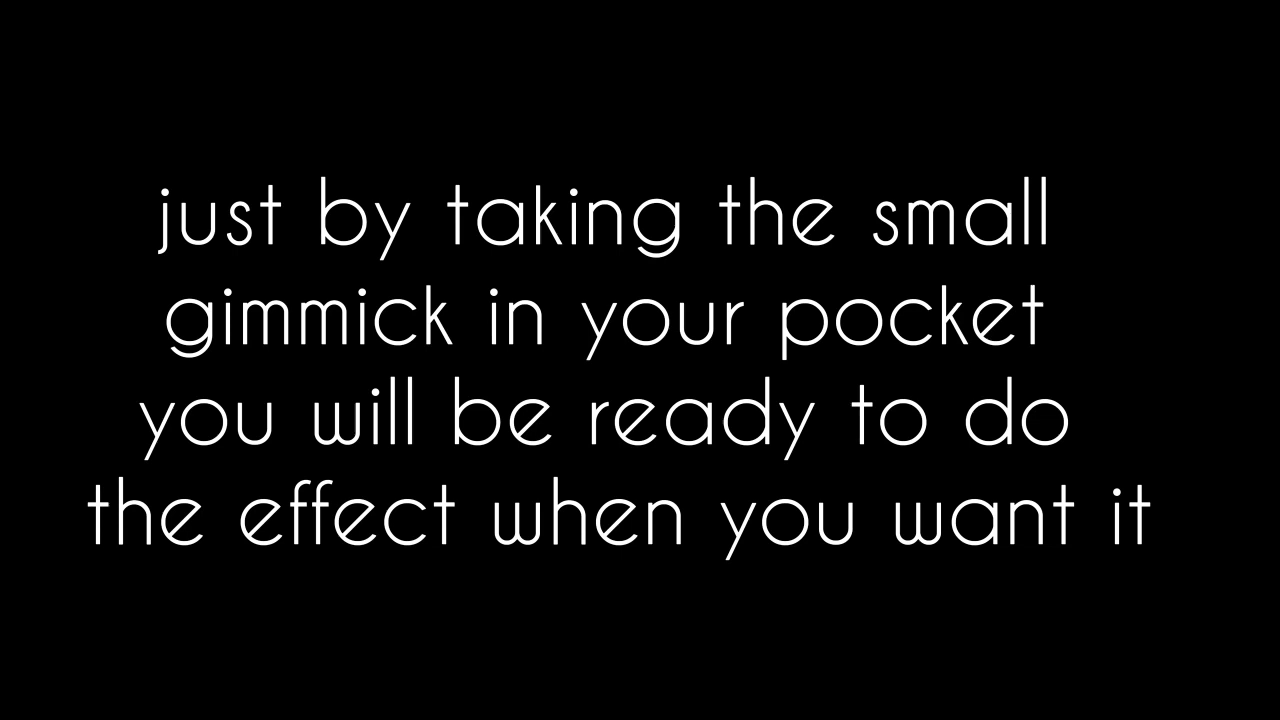 just by taking the small
gimmick in your pocket
you will be ready to do
the effect when you want it